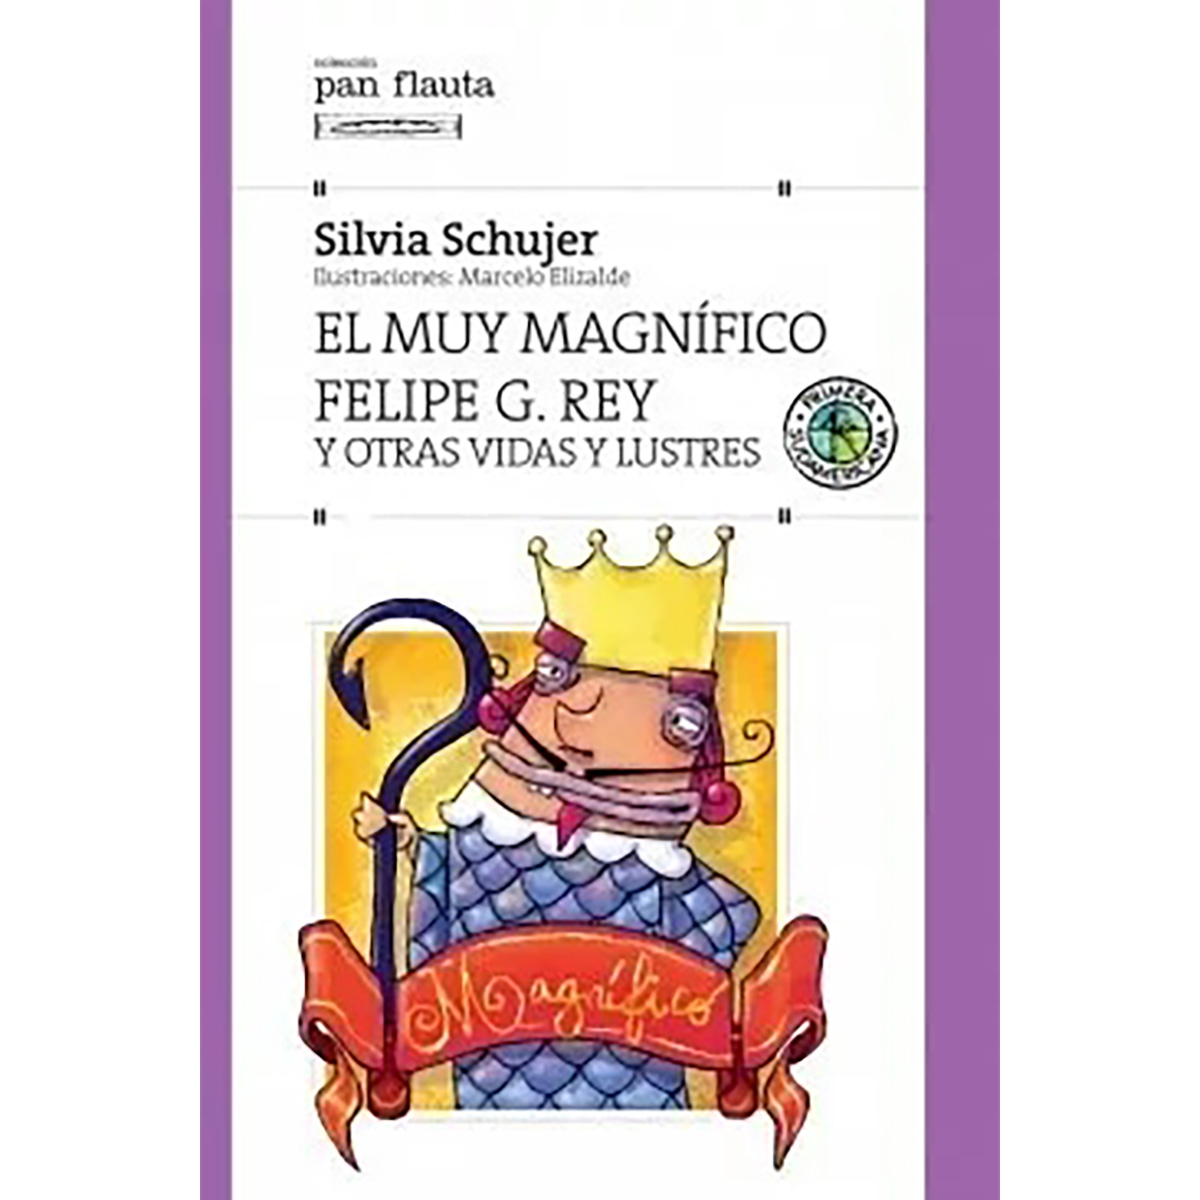 colección
pan flauta
Silvia Schujer
Ilustraciones: Marcelo Elizalde
EL MUY MAGNÍFICO
FELIPE G. REY
Y OTRAS VIDAS Y LUSTRES
PRIMERA
SUDAMERICANA
Magnífico